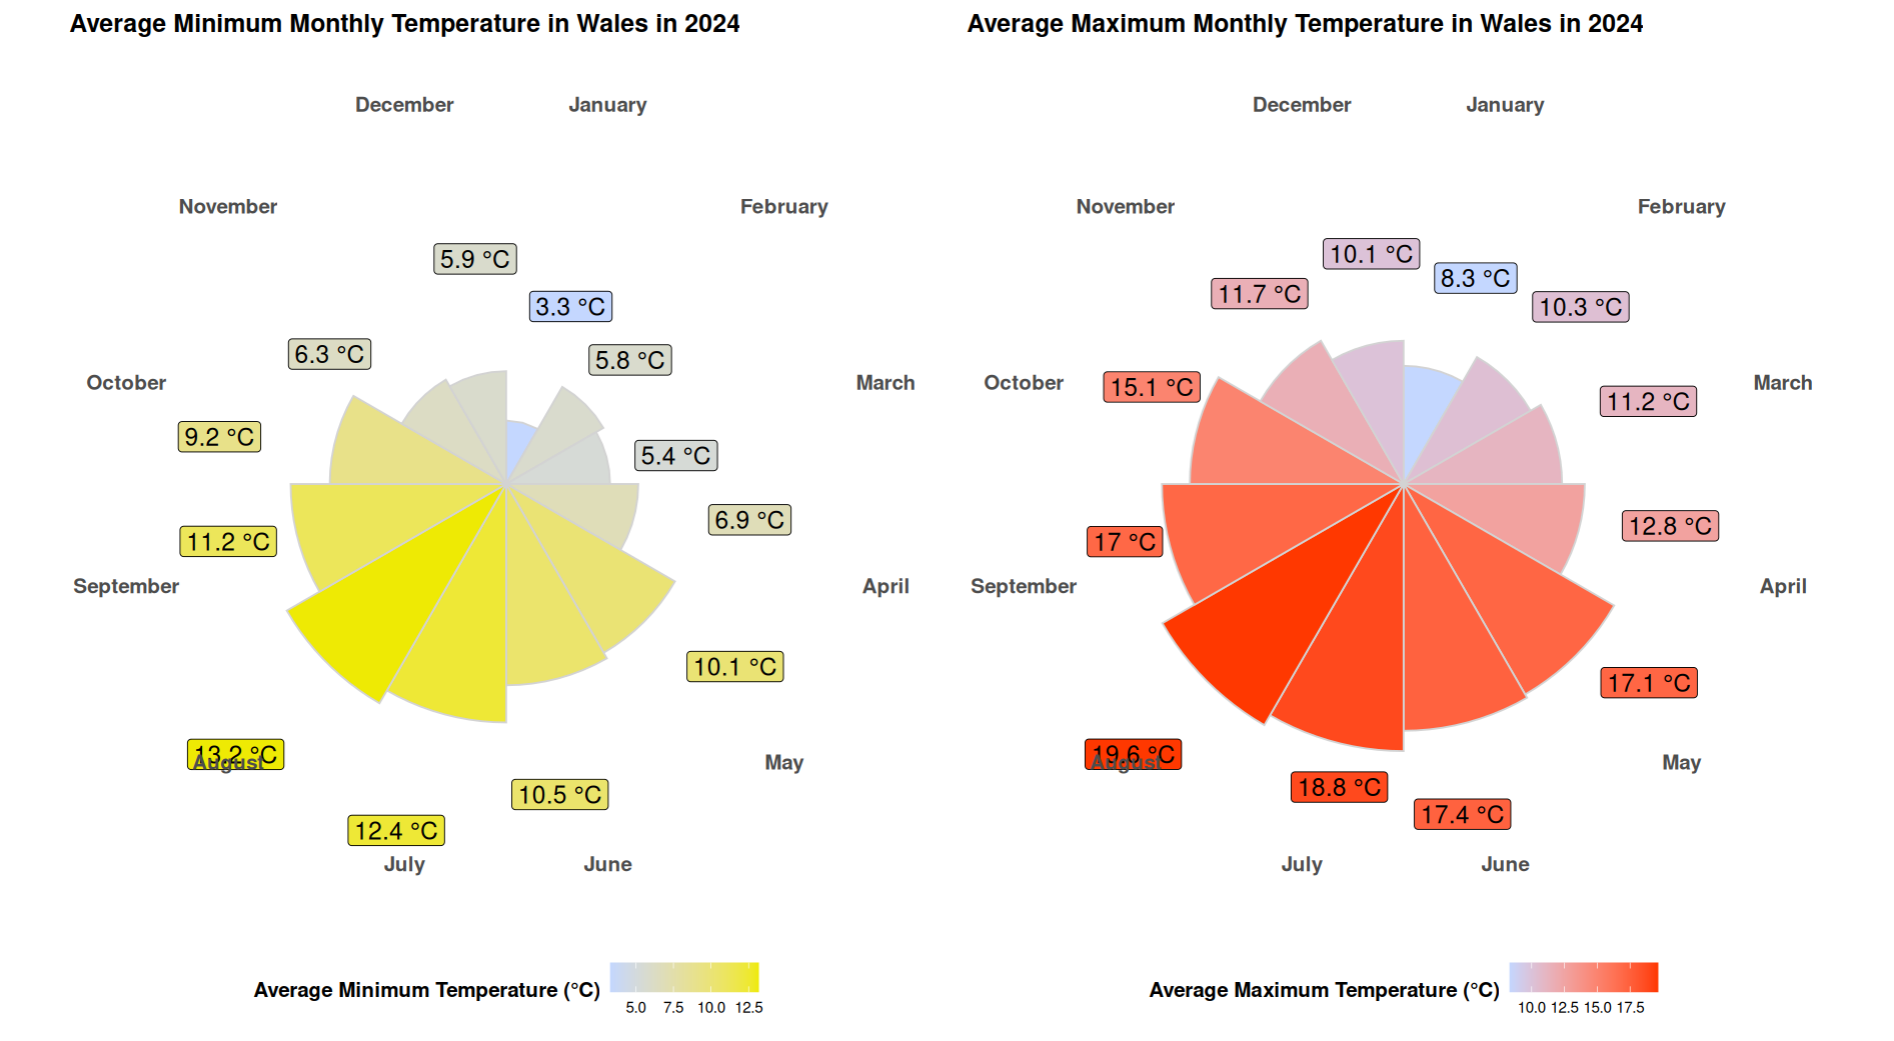 Average Minimum Monthly Temperature in Wales in 2024
December
January
November
February
5.9 °C
3.3 °C
6.3 °C
5.8 °C
October
March
9.2 °C
5.4 °C
6.9 °C
11.2 °C
September
April
10.1 °C
13.2 °C
August
May
10.5 °C
12.4 °C
July
June
Average Minimum Temperature (°C)
5.0 7.5 10.0 12.5
Average Maximum Monthly Temperature in Wales in 2024
December
January
November
February
10.1 °C
8.3 °C
11.7 °C
10.3 °C
October
March
15.1 °C
11.2 °C
12.8 °C
17 °C
September
April
17.1 °C
19.6 °C
August
May
18.8 °C
17.4 °C
July
June
Average Maximum Temperature (°C)
10.0 12.5 15.0 17.5